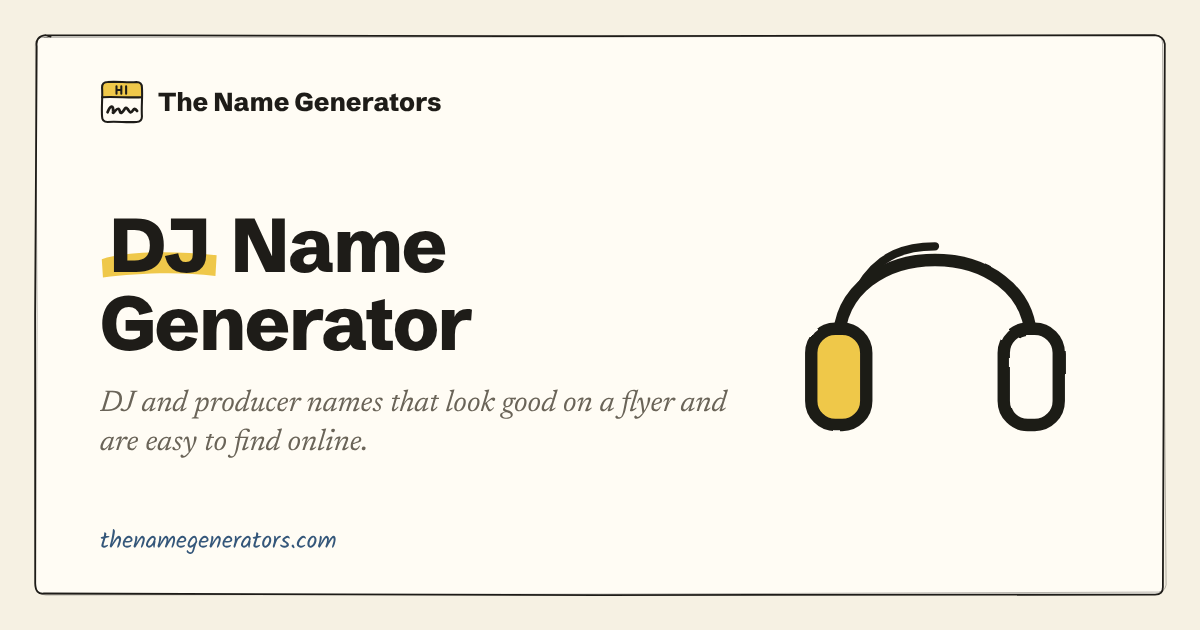 HI
The Name Generators
DJ Name
Generator
DJ and producer names that look good on a flyer and
are easy to find online.
thenamegenerators.com